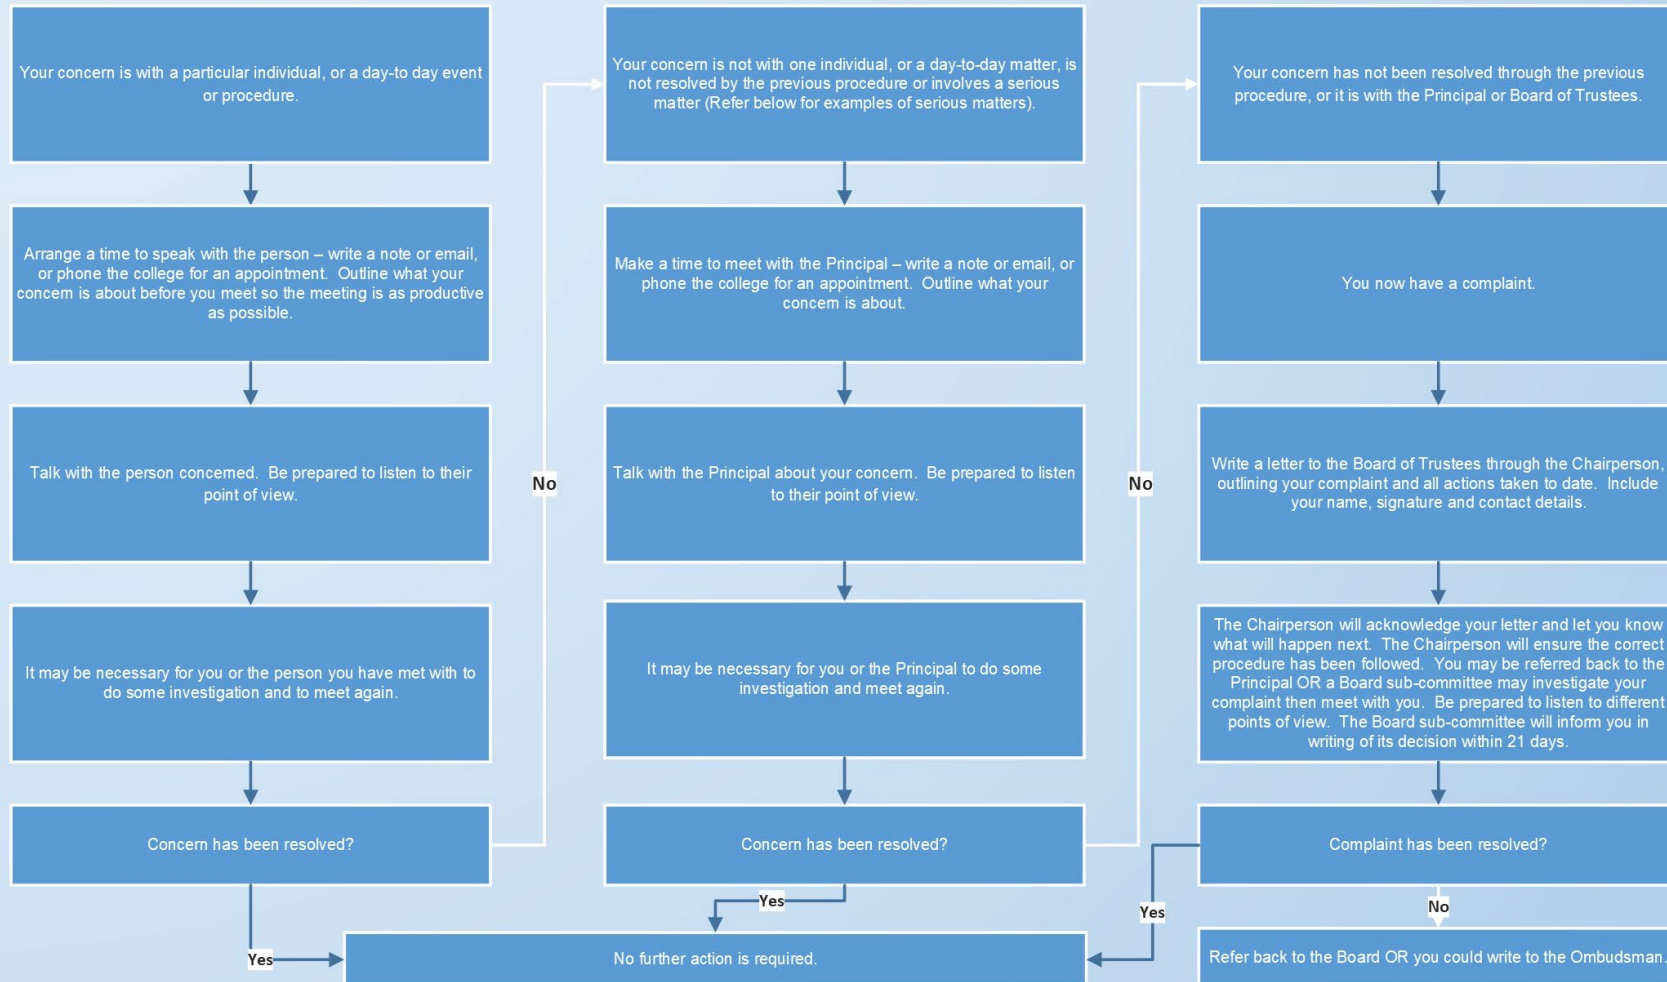 Your concern is with a particular individual, or a day-to day event
or procedure.
Arrange a time to speak with the person – write a note or email,
or phone the college for an appointment.  Outline what your
concern is about before you meet so the meeting is as productive
as possible.
Talk with the person concerned.  Be prepared to listen to their
point of view.
It may be necessary for you or the person you have met with to
do some investigation and to meet again.
Concern has been resolved?
Yes
No
Your concern is not with one individual, or a day-to-day matter, is
not resolved by the previous procedure or involves a serious
matter (Refer below for examples of serious matters).
Make a time to meet with the Principal – write a note or email, or
phone the college for an appointment.  Outline what your
concern is about.
Talk with the Principal about your concern.  Be prepared to listen
to their point of view.
It may be necessary for you or the Principal to do some
investigation and meet again.
Concern has been resolved?
Yes
No
Your concern has not been resolved through the previous
procedure, or it is with the Principal or Board of Trustees.
You now have a complaint.
Write a letter to the Board of Trustees through the Chairperson,
outlining your complaint and all actions taken to date.  Include
your name, signature and contact details.
The Chairperson will acknowledge your letter and let you know
what will happen next.  The Chairperson will ensure the correct
procedure has been followed.  You may be referred back to the
Principal OR a Board sub-committee may investigate your
complaint then meet with you.  Be prepared to listen to different
points of view.  The Board sub-committee will inform you in
writing of its decision within 21 days.
Complaint has been resolved?
Yes
No
No further action is required.
Refer back to the Board OR you could write to the Ombudsman.